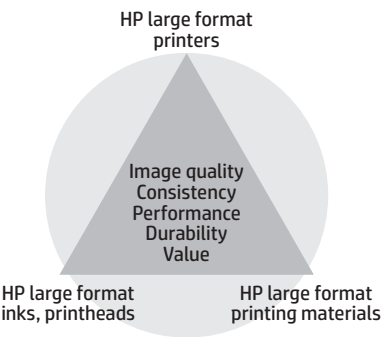 HP large format
printers
Image quality
Consistency
Performance
Durability
Value
HP large format
inks, printheads
HP large format
printing materials